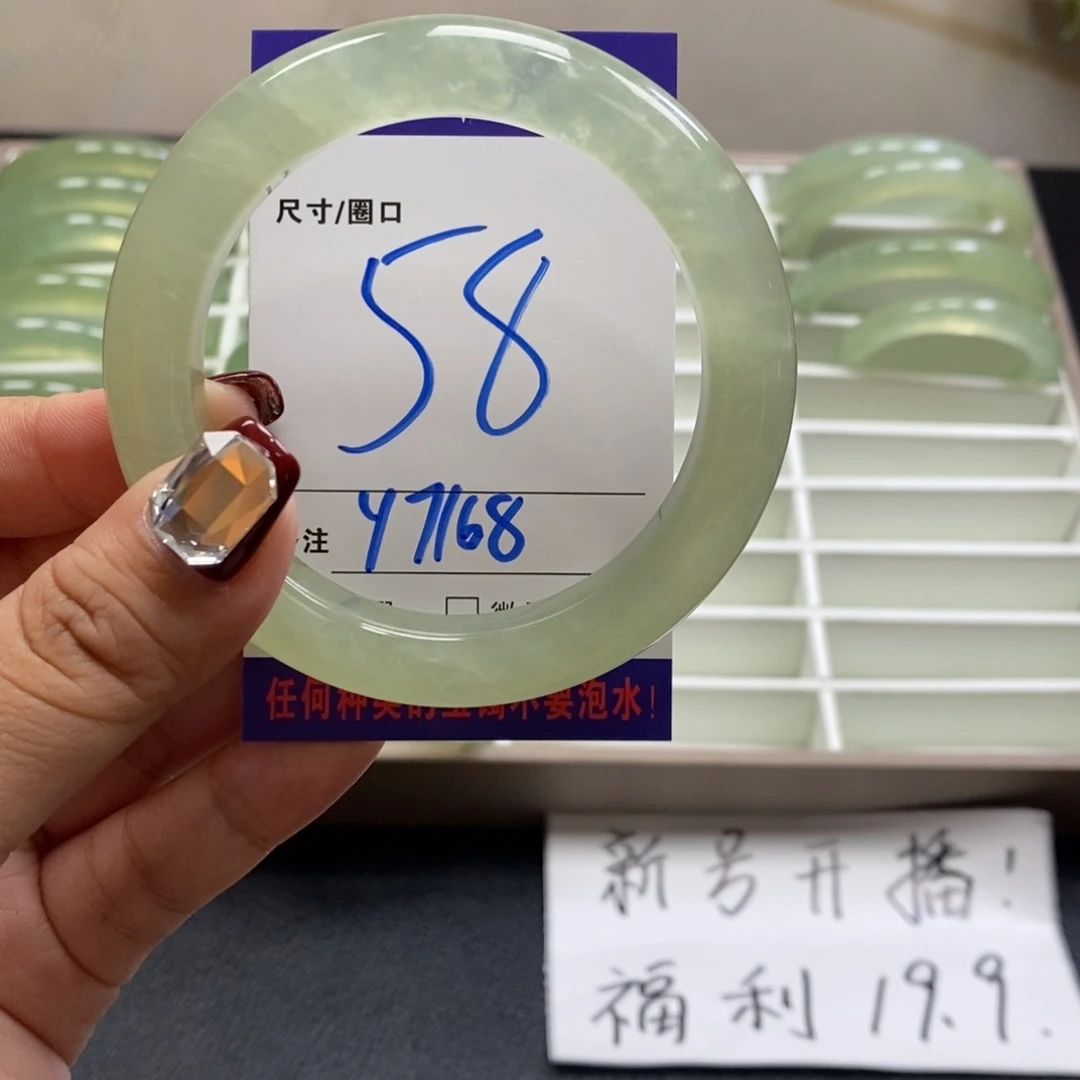 尺寸/圈口
58
注
Y7168
任何种类的玉镯不要泡水!
新号开播!
福利19.9.